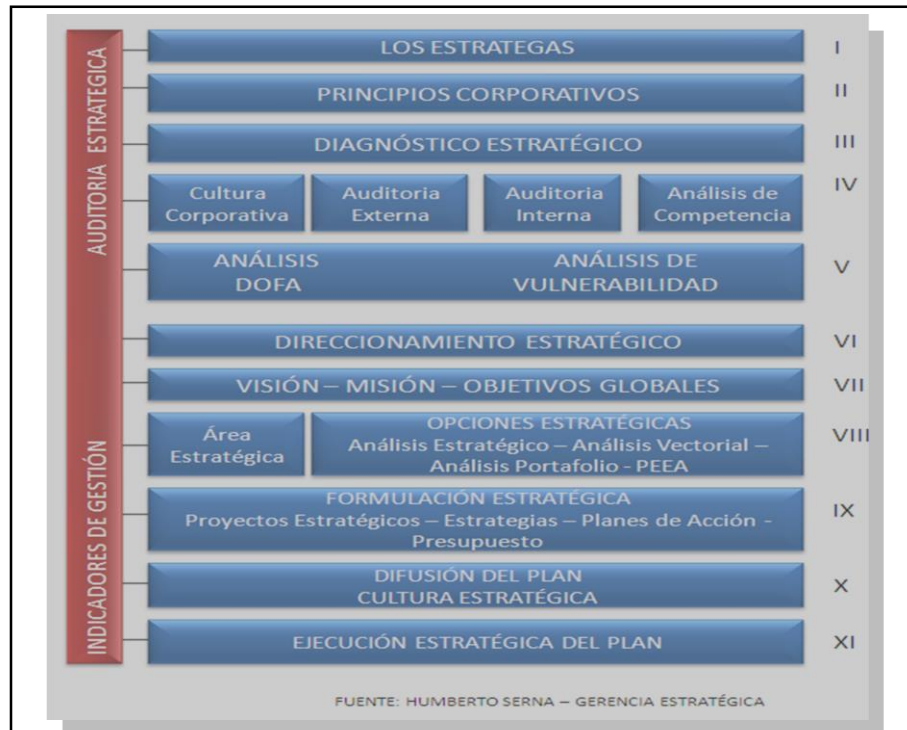 AUDITORIA ESTRATEGICA
INDICADORES DE GESTIÓN
LOS ESTRATEGAS
I
PRINCIPIOS CORPORATIVOS
II
DIAGNÓSTICO ESTRATÉGICO
III
Cultura
Corporativa
Auditoria
Externa
Auditoria
Interna
Análisis de
Competencia
IV
ANÁLISIS
DOFA
ANÁLISIS DE
VULNERABILIDAD
V
DIRECCIONAMIENTO ESTRATÉGICO
VI
VISIÓN – MISIÓN – OBJETIVOS GLOBALES
VII
Área
Estratégica
OPCIONES ESTRATÉGICAS
Análisis Estratégico – Análisis Vectorial –
Análisis Portafolio - PEEA
VIII
FORMULACIÓN ESTRATÉGICA
Proyectos Estratégicos – Estrategias – Planes de Acción -
Presupuesto
IX
DIFUSIÓN DEL PLAN
CULTURA ESTRATÉGICA
X
EJECUCIÓN ESTRATÉGICA DEL PLAN
XI
FUENTE: HUMBERTO SERNA – GERENCIA ESTRATÉGICA